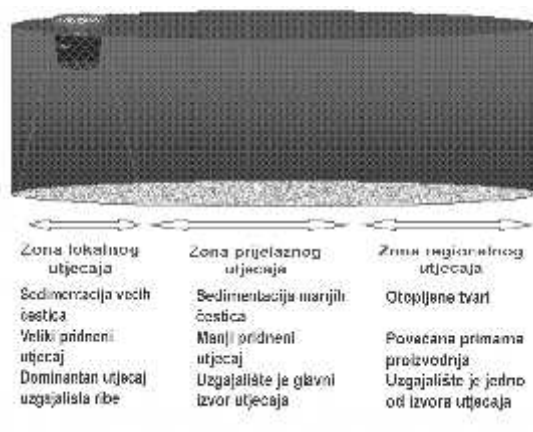 Zona lokalnog
utjecaja
Sedimentacija većih
čestica
Veliki pridneni
utjecaj
Dominantan utjecaj
uzgajališta ribe
Zona prijelaznog
utjecaja
Sedimentacija manjih
čestica
Manji pridneni
utjecaj
Uzgajalište je glavni
izvor utjecaja
Zona regionalnog
utjecaja
Otopljene tvari
Povećana primarna
proizvodnja
Uzgajalište je jedno
od izvora utjecaja